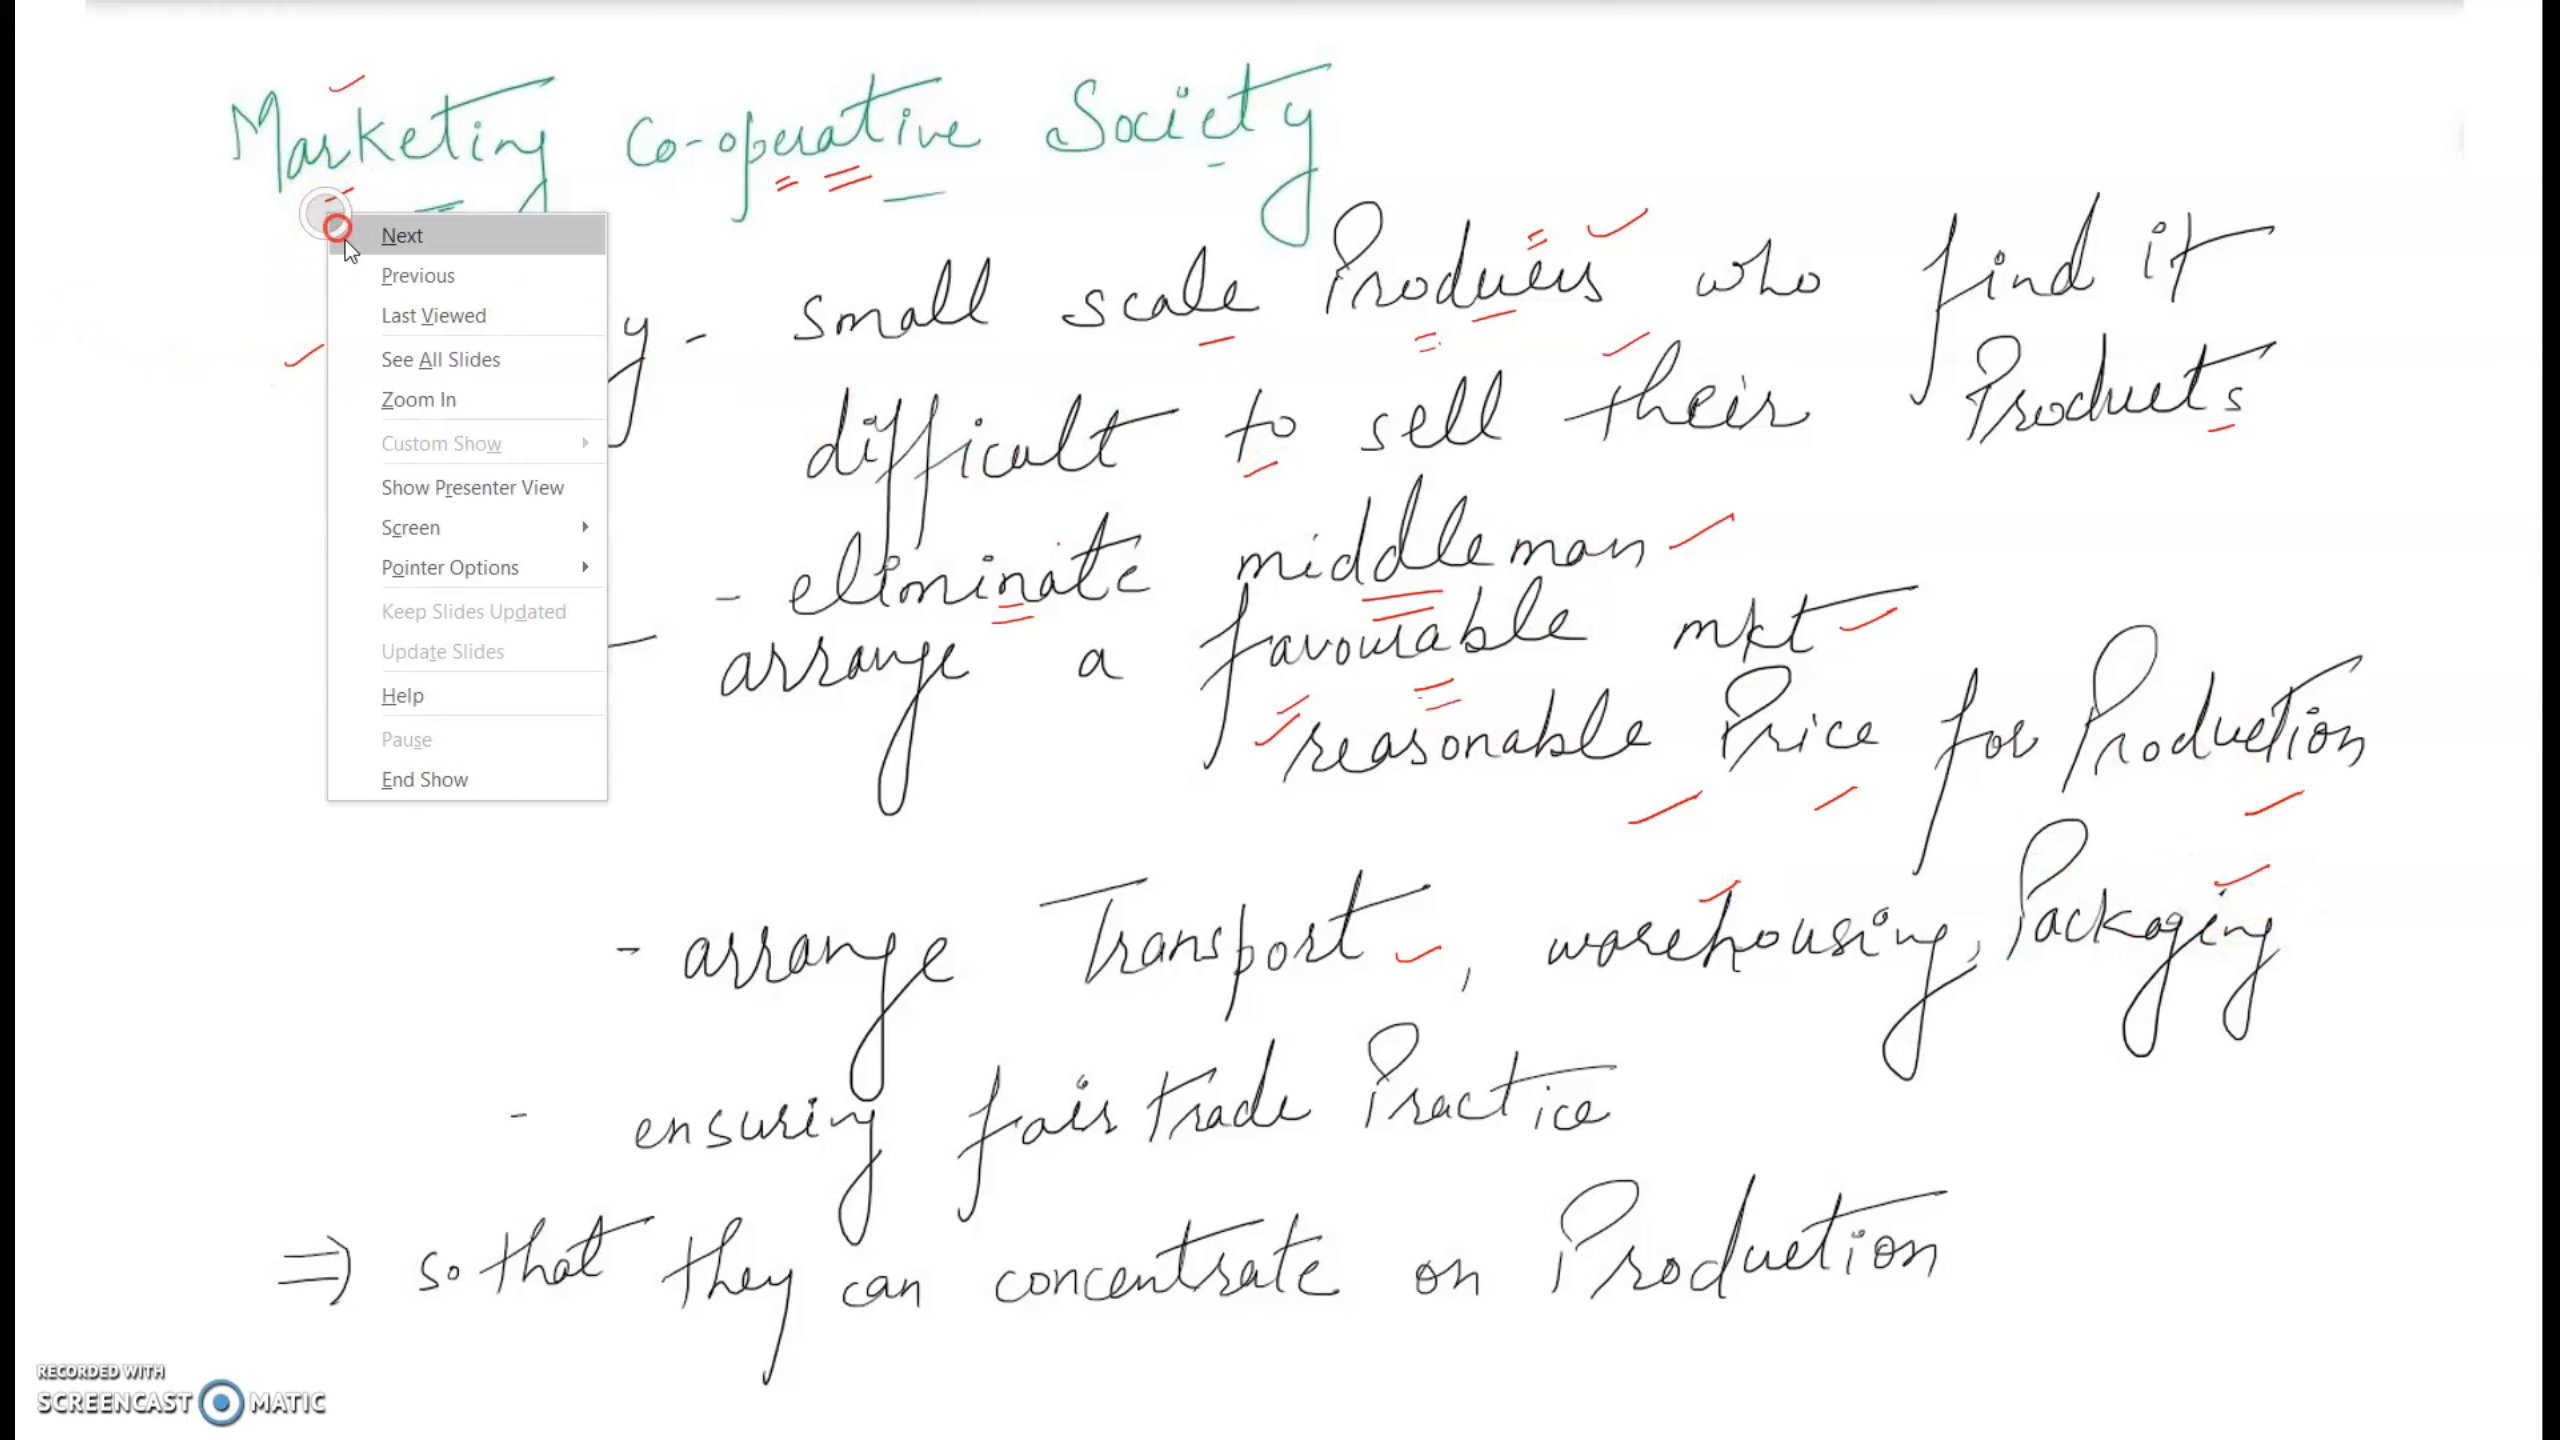 Marketing Co-operative Society
y - small scale Producers who find it
difficult to sell their Products
- eliminate middleman
- arrange a favourable mkt
reasonable Price for Production
- arrange Transport, warehousing, Packaging
- ensuring fair trade Practice
⇒ so that they can concentrate on Production
Next
Previous
Last Viewed
See All Slides
Zoom In
Custom Show
Show Presenter View
Screen
Pointer Options
Keep Slides Updated
Update Slides
Help
Pause
End Show
RECORDED WITH
SCREENCAST MATIC